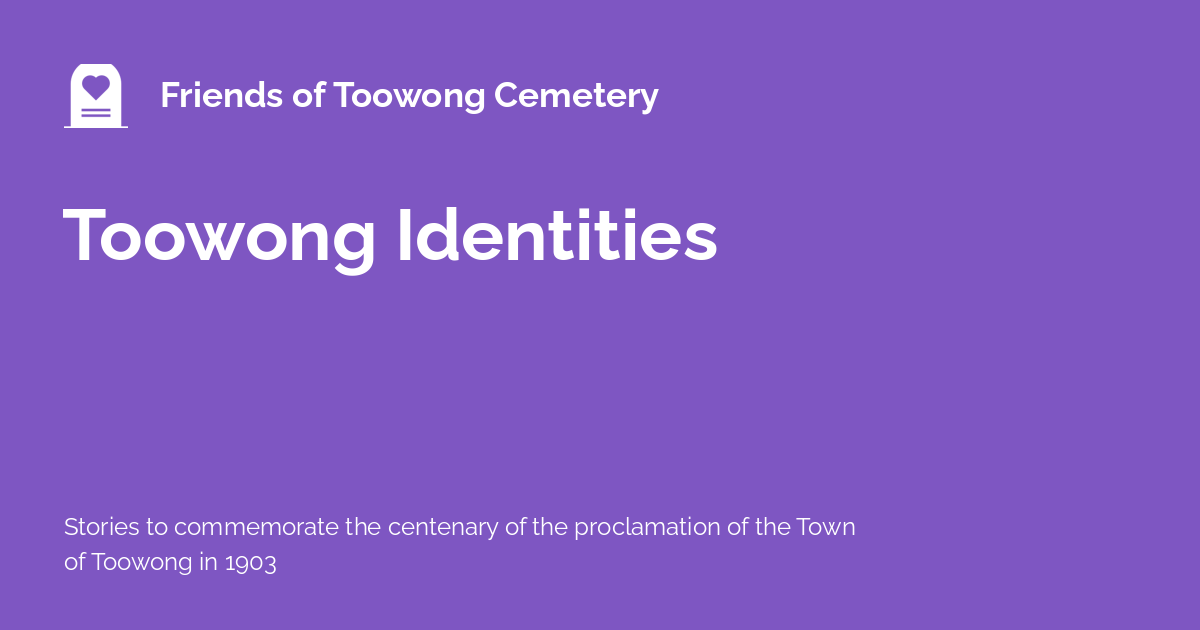 Friends of Toowong Cemetery
Toowong Identities
Stories to commemorate the centenary of the proclamation of the Town
of Toowong in 1903